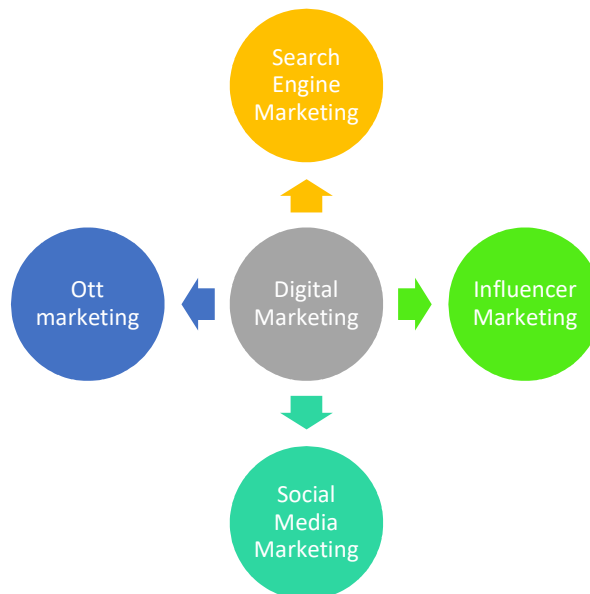 Search
Engine
Marketing
Ott
marketing
Digital
Marketing
Influencer
Marketing
Social
Media
Marketing